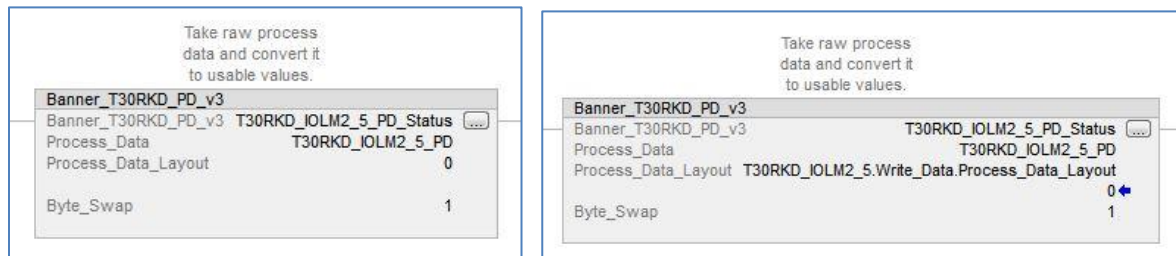 Take raw process
data and convert it
to usable values.
Banner_T30RKD_PD_v3
Banner_T30RKD_PD_v3 T30RKD_IOLM2_5_PD_Status ...
Process_Data T30RKD_IOLM2_5_PD
Process_Data_Layout 0
Byte_Swap 1
Take raw process
data and convert it
to usable values.
Banner_T30RKD_PD_v3
Banner_T30RKD_PD_v3 T30RKD_IOLM2_5_PD_Status ...
Process_Data T30RKD_IOLM2_5_PD
Process_Data_Layout T30RKD_IOLM2_5.Write_Data.Process_Data_Layout
0
Byte_Swap 1